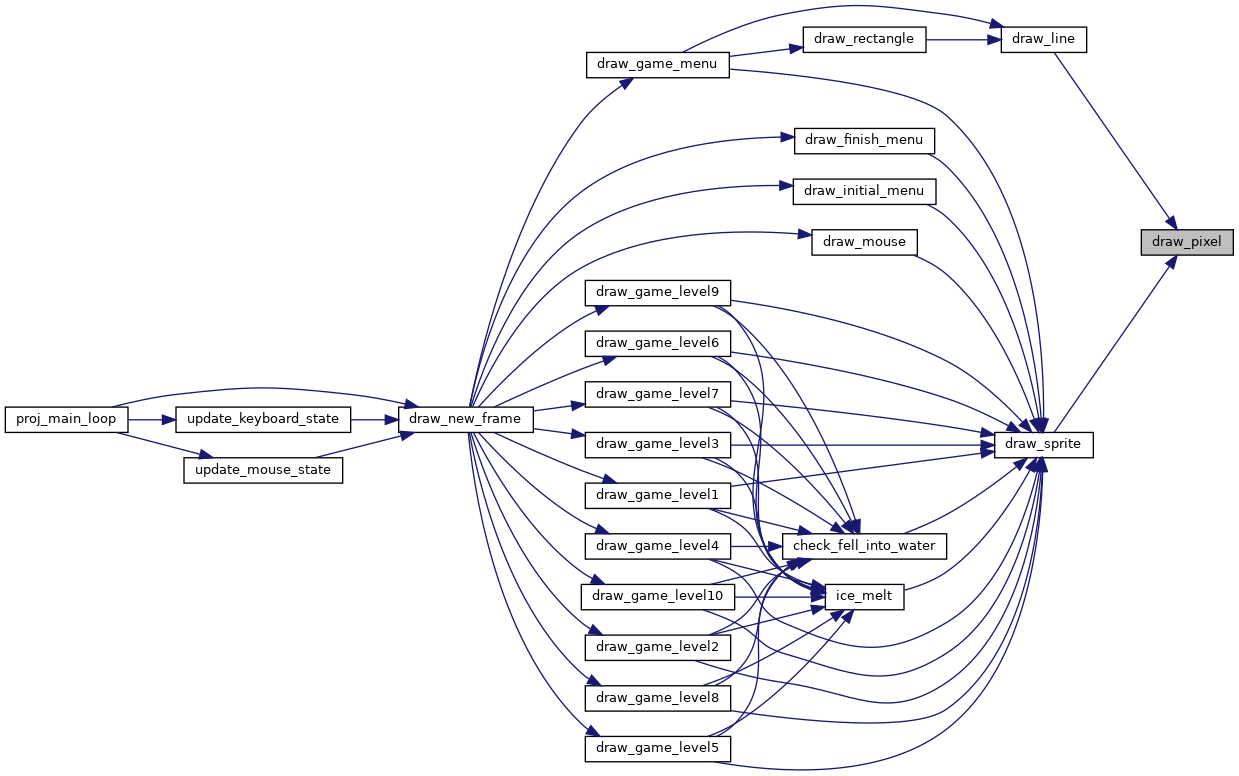 draw_rectangle
draw_line
draw_game_menu
draw_finish_menu
draw_initial_menu
draw_mouse
draw_pixel
draw_game_level9
draw_game_level6
draw_game_level7
proj_main_loop
update_keyboard_state
draw_new_frame
draw_game_level3
draw_sprite
update_mouse_state
draw_game_level1
draw_game_level4
check_fell_into_water
draw_game_level10
ice_melt
draw_game_level2
draw_game_level8
draw_game_level5